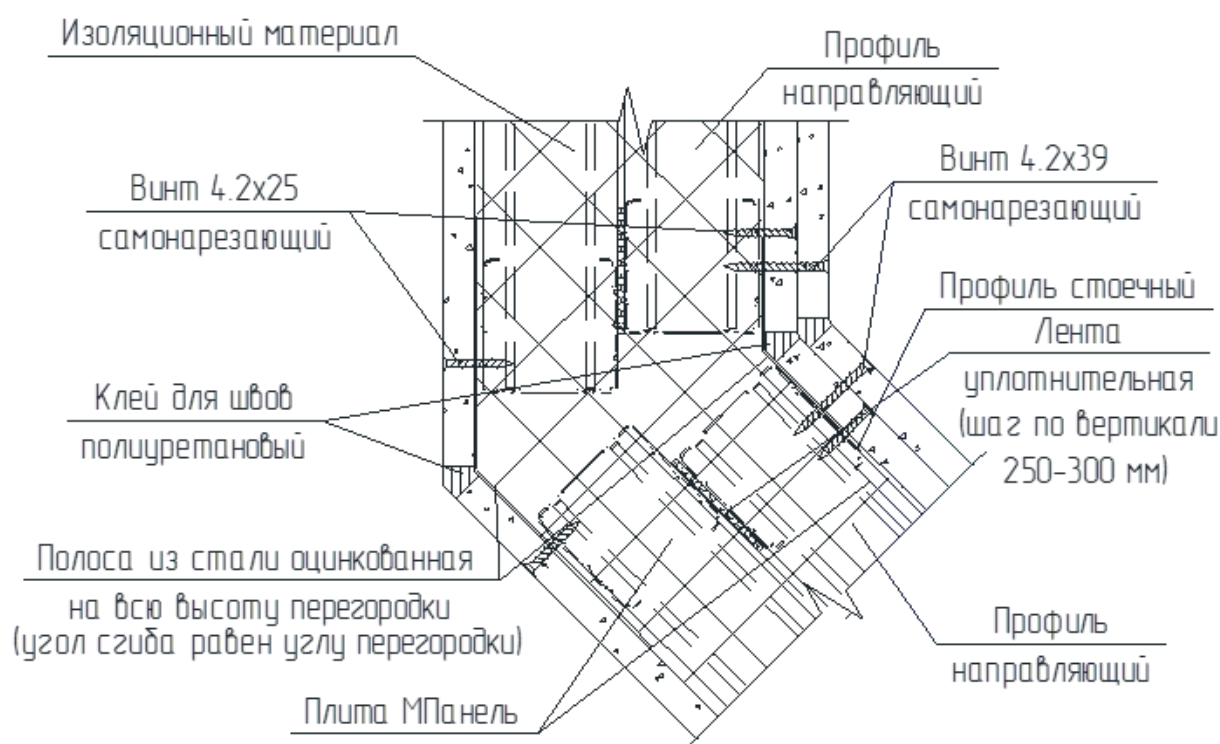 Изоляционный материал
Профиль
направляющий
Винт 4.2х25
самонарезающий
Винт 4.2х39
самонарезающий
Профиль стоечный
Лента
уплотнительная
(шаг по вертикали
250-300 мм)
Клей для швов
полиуретановый
Полоса из стали оцинкованная
на всю высоту перегородки
(угол сгиба равен углу перегородки)
Профиль
направляющий
Плита МПанель